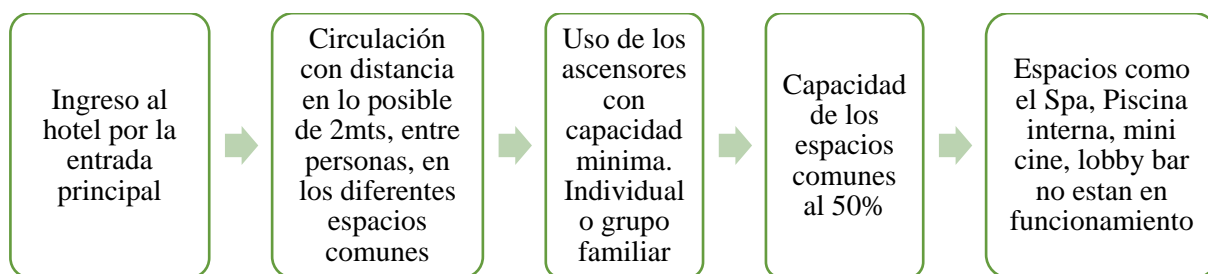 Ingreso al
hotel por la
entrada
principal
Circulación
con distancia
en lo posible
de 2mts, entre
personas, en
los diferentes
espacios
comunes
Uso de los
ascensores
con
capacidad
minima.
Individual
o grupo
familiar
Capacidad
de los
espacios
comunes
al 50%
Espacios como
el Spa, Piscina
interna, mini
cine, lobby bar
no estan en
funcionamiento